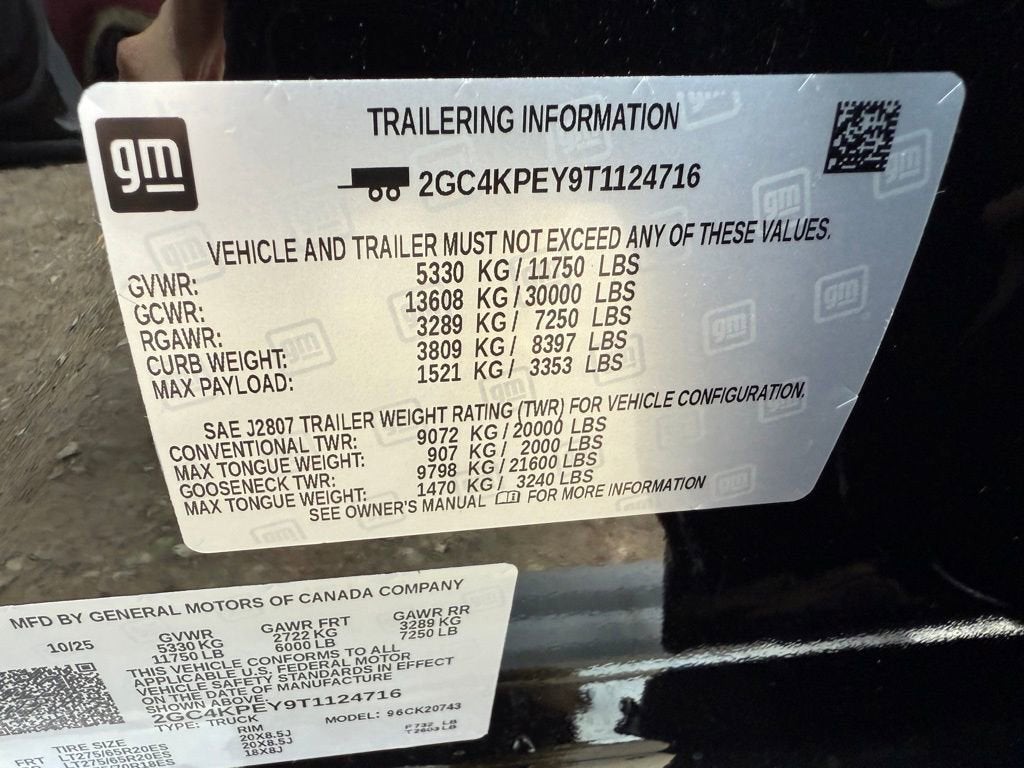 gm
TRAILERING INFORMATION
2GC4KPEY9T1124716
VEHICLE AND TRAILER MUST NOT EXCEED ANY OF THESE VALUES.
GVWR: 5330 KG/11750 LBS
GCWR: 13608 KG/30000 LBS
RGAWR: 3289 KG/ 7250 LBS
CURB WEIGHT: 3809 KG/ 8397 LBS
MAX PAYLOAD: 1521 KG/ 3353 LBS
SAE J2807 TRAILER WEIGHT RATING (TWR) FOR VEHICLE CONFIGURATION.
CONVENTIONAL TWR: 9072 KG/20000 LBS
MAX TONGUE WEIGHT: 907 KG/ 2000 LBS
GOOSENECK TWR: 9798 KG/21600 LBS
MAX TONGUE WEIGHT: 1470 KG/ 3240 LBS
SEE OWNER'S MANUAL FOR MORE INFORMATION
MFD BY GENERAL MOTORS OF CANADA COMPANY
10/25 GVWR GAWR FRT GAWR RR
5330 KG 2722 KG 3289 KG
11750 LB 6000 LB 7250 LB
THIS VEHICLE CONFORMS TO ALL
APPLICABLE U.S. FEDERAL MOTOR
VEHICLE SAFETY STANDARDS IN EFFECT
ON THE DATE OF MANUFACTURE
SHOWN ABOVE.
2GC4KPEY9T1124716
TYPE: TRUCK MODEL: 96CK20743
TIRE SIZE RIM
FRT LT275/65R20ES 20X8.5J
LT275/65R20ES 20X8.5J
18X8J